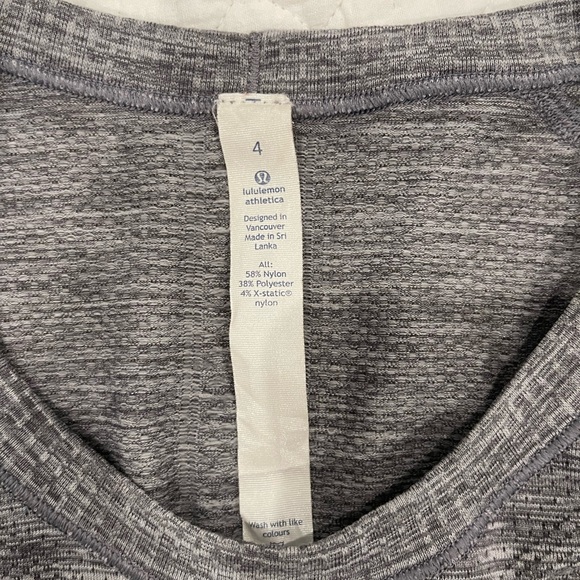 4
lululemon
athletica
Designed in
Vancouver
Made in Sri
Lanka
All:
58% Nylon
38% Polyester
4% X-static®
nylon
Wash with like
colours